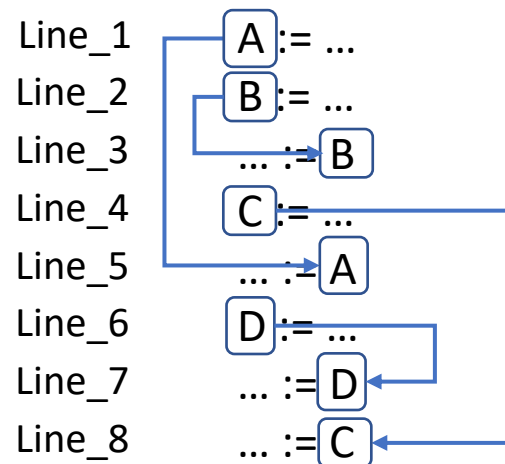 Line_1 A := ...
Line_2 B := ...
Line_3 ... := B
Line_4 C := ...
Line_5 ... := A
Line_6 D := ...
Line_7 ... := D
Line_8 ... := C